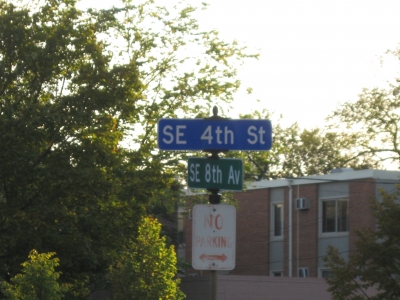 SE 4th St
SE 8th Av
NO
PARKING